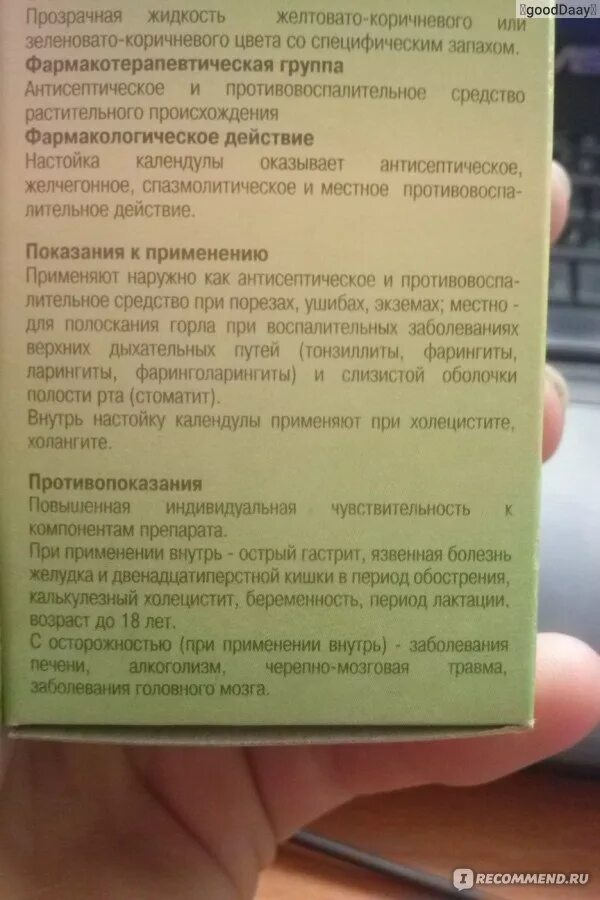 goodDaay
Прозрачная жидкость желтовато-коричневого или
зеленовато-коричневого цвета со специфическим запахом.
Фармакотерапевтическая группа
Антисептическое и противовоспалительное средство
растительного происхождения
Фармакологическое действие
Настойка календулы оказывает антисептическое,
желчегонное, спазмолитическое и местное противовоспа-
лительное действие.
Показания к применению
Применяют наружно как антисептическое и противовоспа-
лительное средство при порезах, ушибах, экземах; местно -
для полоскания горла при воспалительных заболеваниях
верхних дыхательных путей (тонзиллиты, фарингиты,
ларингиты, фаринголарингиты) и слизистой оболочки
полости рта (стоматит).
Внутрь настойку календулы применяют при холецистите,
холангите.
Противопоказания
Повышенная индивидуальная чувствительность к
компонентам препарата.
При применении внутрь - острый гастрит, язвенная болезнь
желудка и двенадцатиперстной кишки в период обострения,
калькулезный холецистит, беременность, период лактации,
возраст до 18 лет.
С осторожностью (при применении внутрь) - заболевания
печени, алкоголизм, черепно-мозговая травма,
заболевания головного мозга.
IRECOMMEND.RU